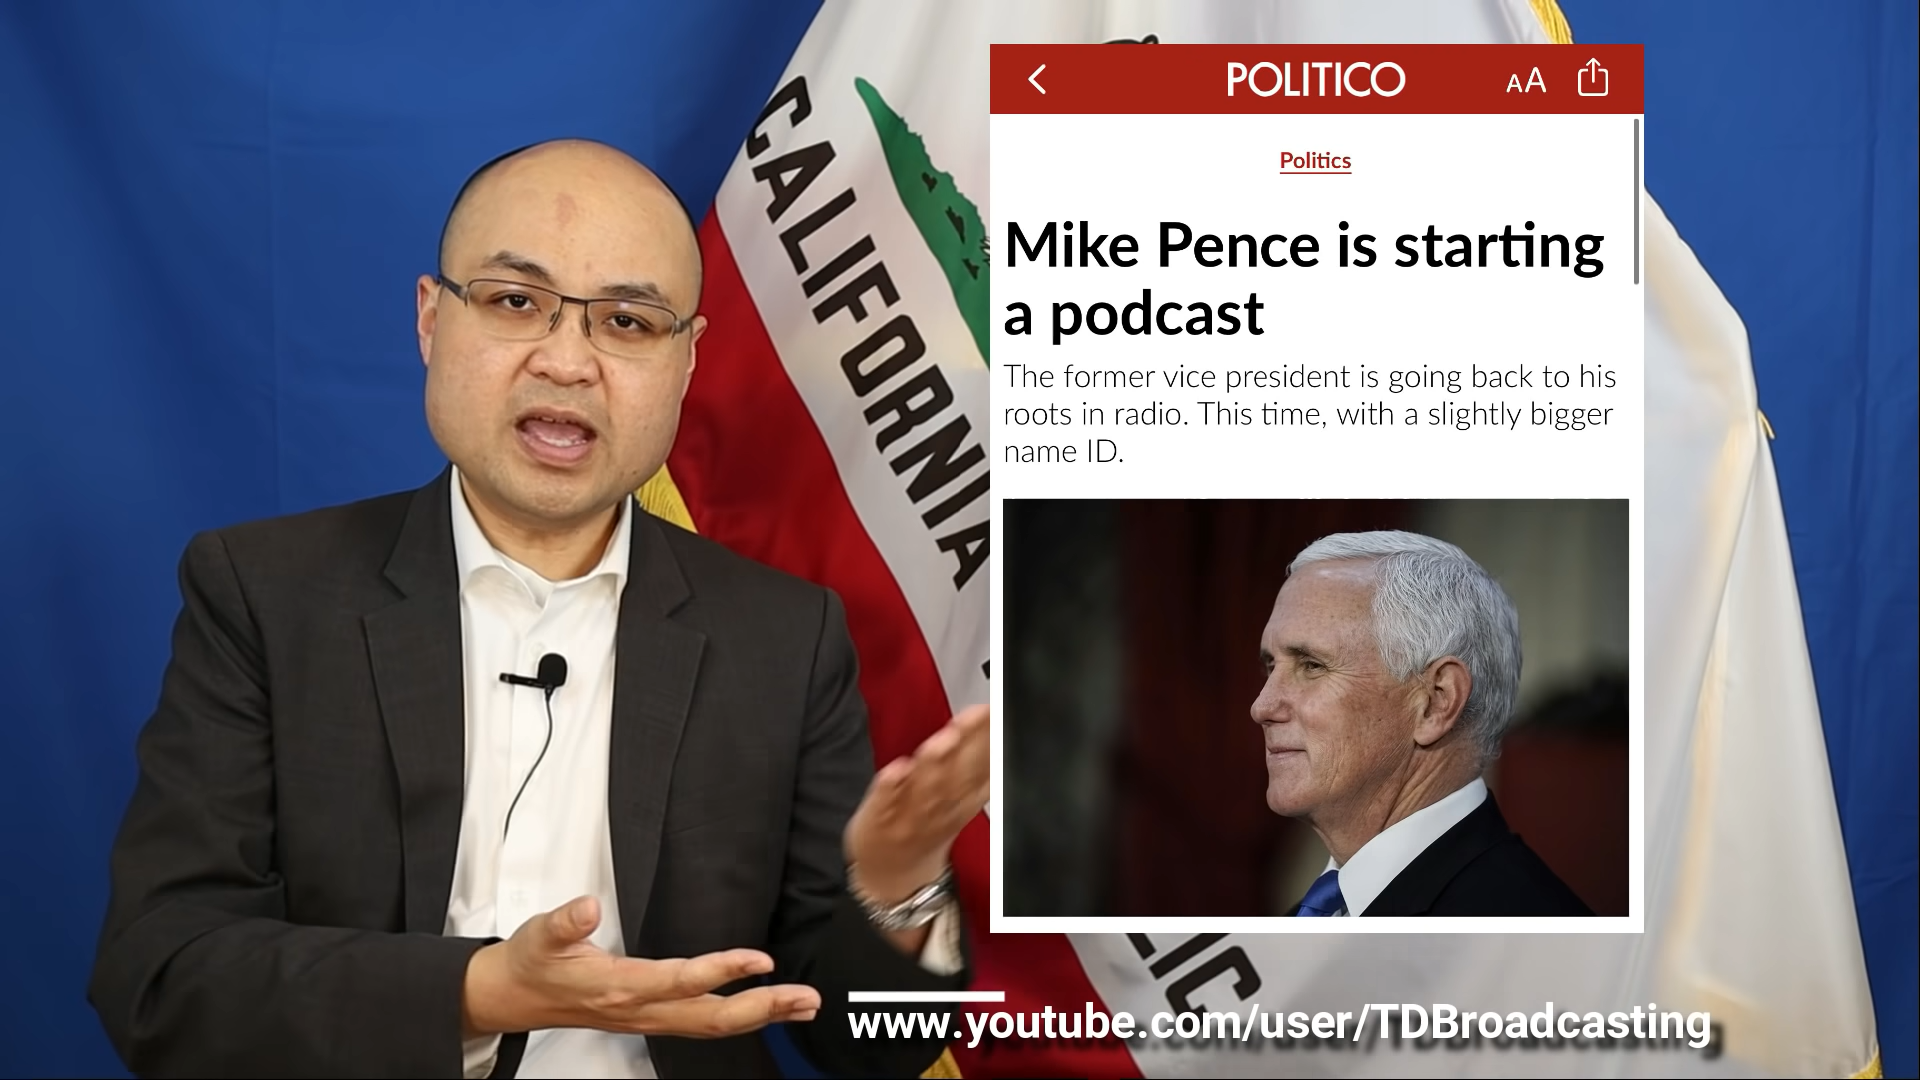 CALIFORNIA
POLITICO
AA
Politics
Mike Pence is starting
a podcast
The former vice president is going back to his
roots in radio. This time, with a slightly bigger
name ID.
www.youtube.com/user/TDBroadcasting